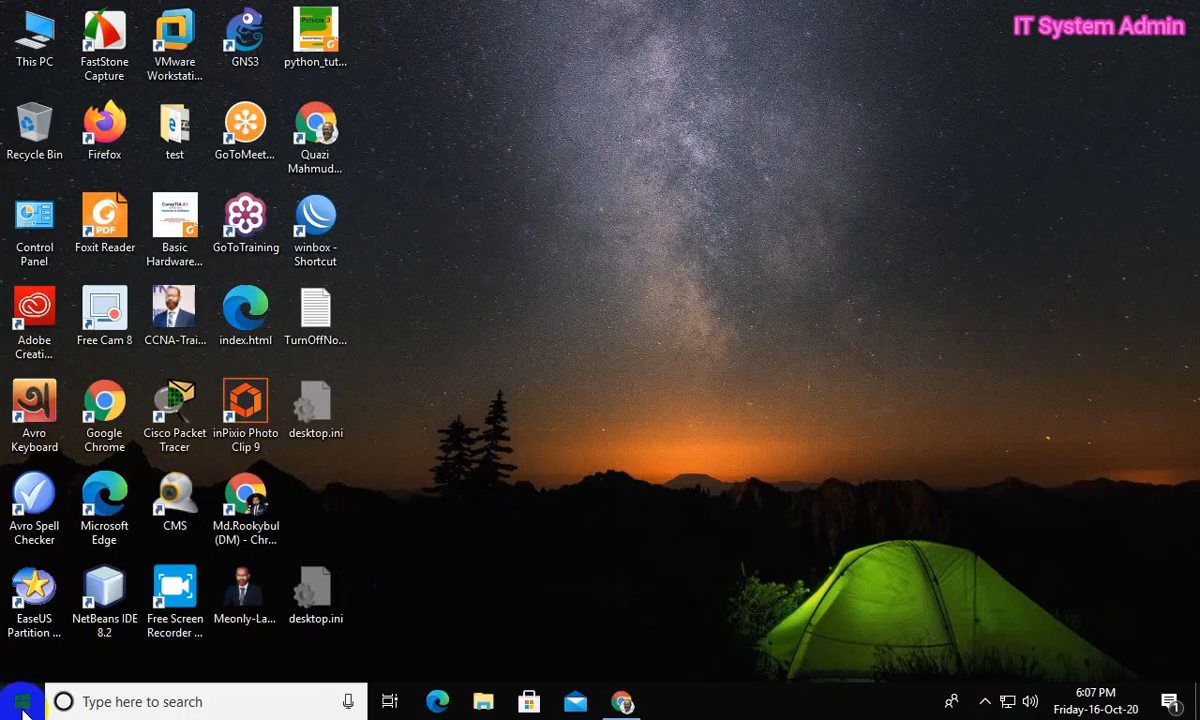 IT System Admin
This PC
FastStone
Capture
VMware
Workstati...
GNS3
python_tut...
Recycle Bin
Firefox
test
GoToMeet...
Quazi
Mahmud...
Control
Panel
Foxit Reader
Basic
Hardware...
GoToTraining
winbox -
Shortcut
Adobe
Creati...
Free Cam 8
CCNA-Trai...
index.html
TurnOffNo...
Avro
Keyboard
Google
Chrome
Cisco Packet
Tracer
inPixio Photo
Clip 9
desktop.ini
Avro Spell
Checker
Microsoft
Edge
CMS
Md.Rookybul
(DM) - Chr...
EaseUS
Partition ...
NetBeans IDE
8.2
Free Screen
Recorder ...
Meonly-La...
desktop.ini
Type here to search
6:07 PM
Friday-16-Oct-20
1